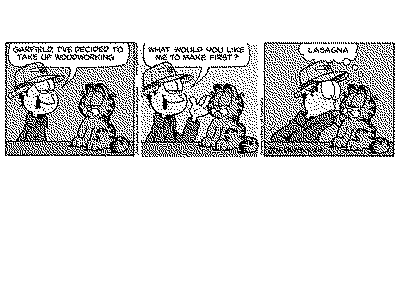 GARFIELD, I'VE DECIDED TO
TAKE UP WOODWORKING
WHAT WOULD YOU LIKE
ME TO MAKE FIRST?
LASAGNA